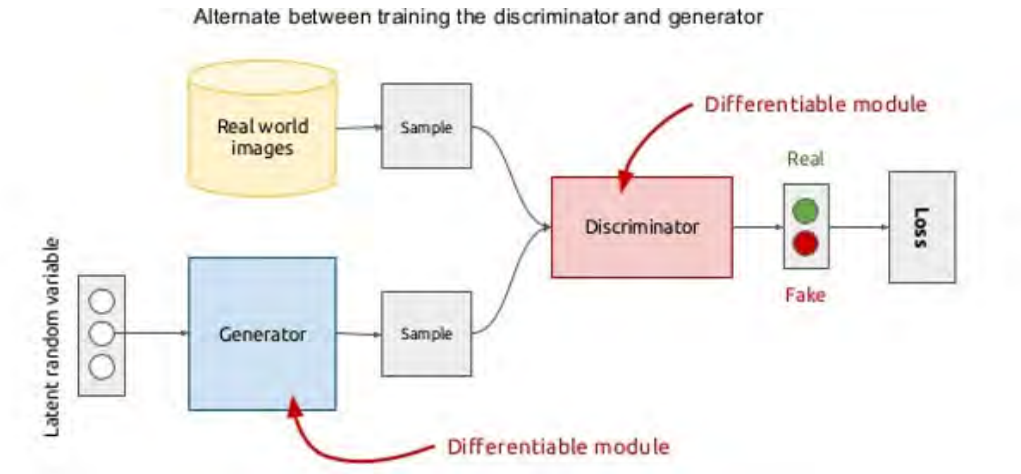 Alternate between training the discriminator and generator
Real world
images
Sample
Differentiable module
Real
Discriminator
Loss
Fake
Latent random variable
Generator
Sample
Differentiable module